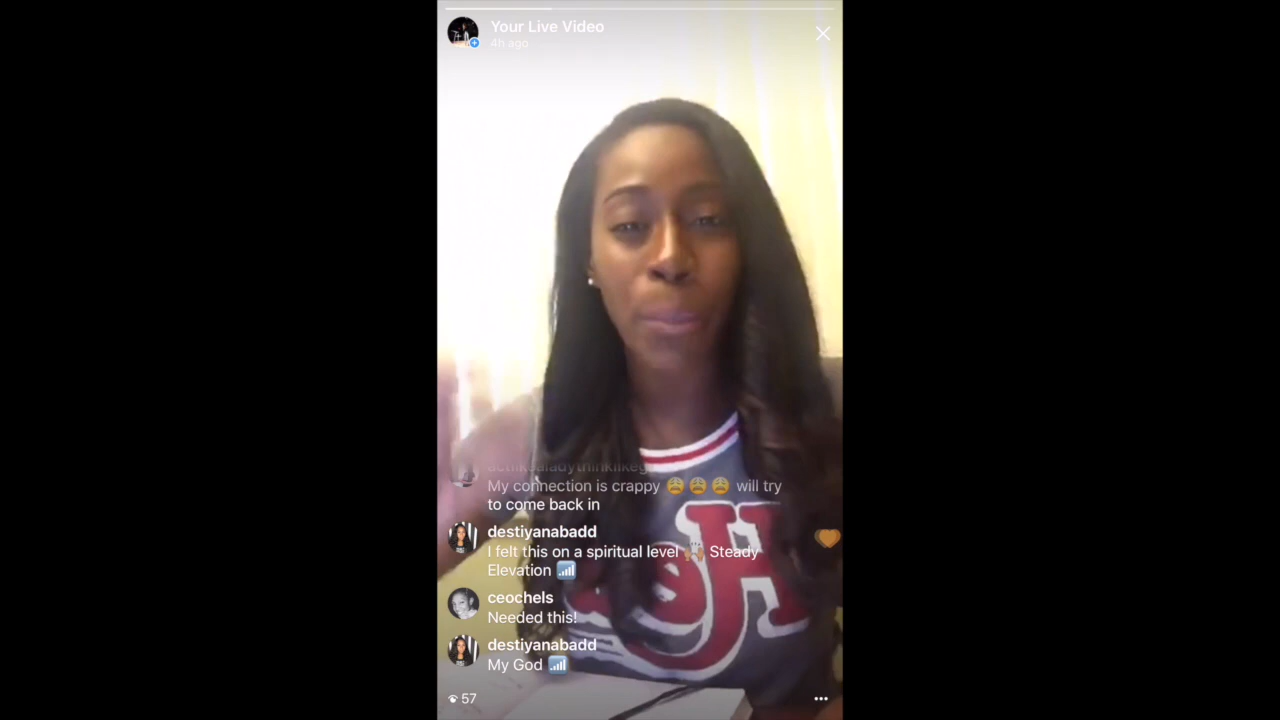 Your Live Video
4h ago
My connection is crappy 😩 😩 😩 will try
to come back in
destiyanabadd
I felt this on a spiritual level 🙌🏽 Steady
Elevation 📶
ceochels
Needed this!
destiyanabadd
My God 📶
57